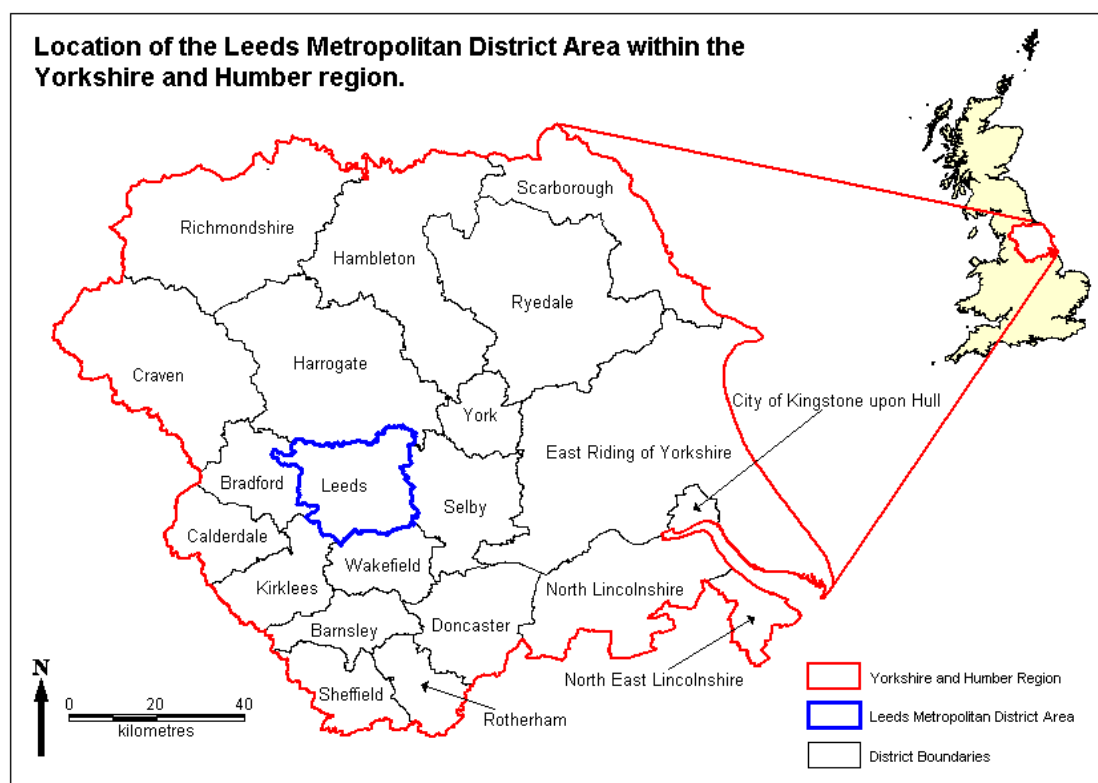 Location of the Leeds Metropolitan District Area within the
Yorkshire and Humber region.
Scarborough
Richmondshire
Hambleton
Ryedale
Harrogate
Craven
City of Kingstone upon Hull
York
East Riding of Yorkshire
Bradford
Leeds
Selby
Calderdale
Wakefield
Kirklees
North Lincolnshire
Barnsley
Doncaster
North East Lincolnshire
Sheffield
Rotherham
N
0 20 40
kilometres
Yorkshire and Humber Region
Leeds Metropolitan District Area
District Boundaries